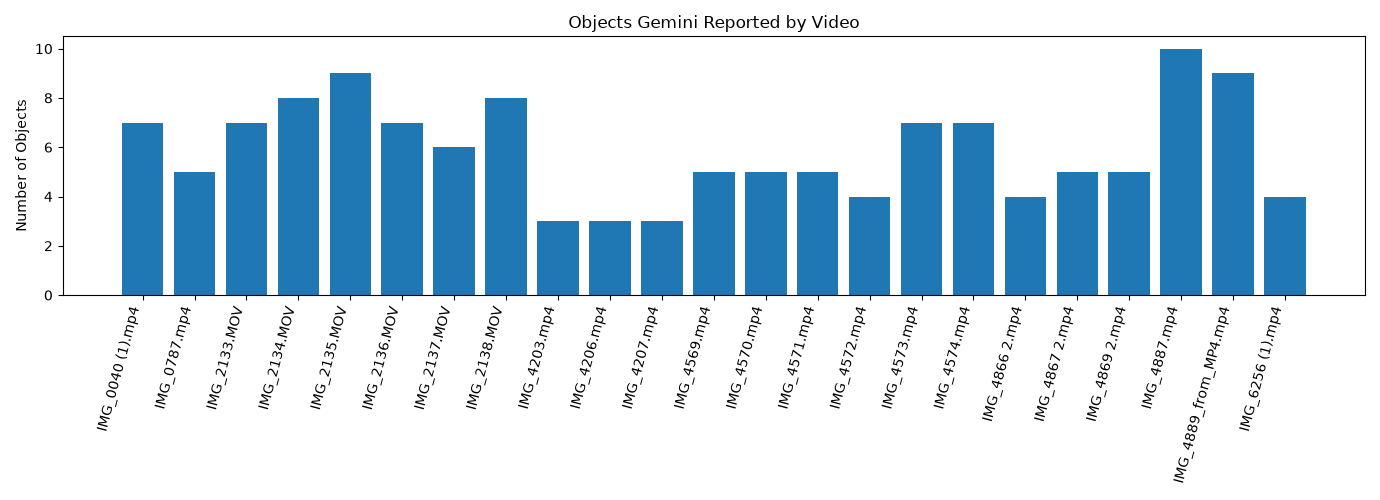 Objects Gemini Reported by Video
Number of Objects
10
8
6
4
2
0
IMG_0040 (1).mp4
IMG_0787.mp4
IMG_2133.MOV
IMG_2134.MOV
IMG_2135.MOV
IMG_2136.MOV
IMG_2137.MOV
IMG_2138.MOV
IMG_4203.mp4
IMG_4206.mp4
IMG_4207.mp4
IMG_4569.mp4
IMG_4570.mp4
IMG_4571.mp4
IMG_4572.mp4
IMG_4573.mp4
IMG_4574.mp4
IMG_4866 2.mp4
IMG_4867 2.mp4
IMG_4869 2.mp4
IMG_4887.mp4
IMG_4889_from_MP4.mp4
IMG_6256 (1).mp4